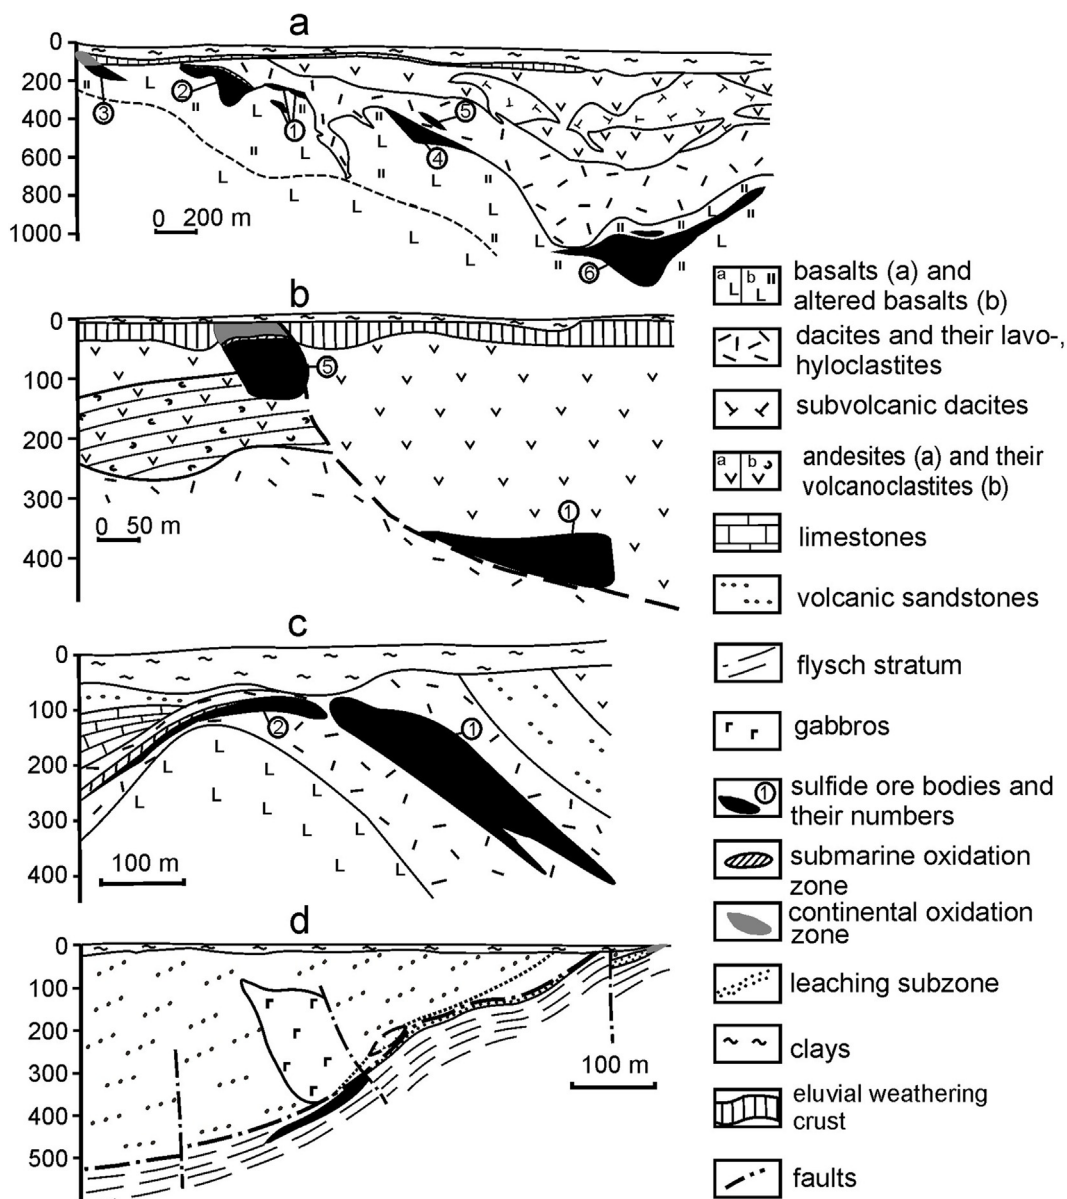 a
0
200
400
600
800
1000
0 200 m
3
2
1
5
4
6
b
0
100
200
300
400
0 50 m
5
1
c
0
100
200
300
400
100 m
2
1
d
0
100
200
300
400
500
100 m
a b
basalts (a) and
altered basalts (b)
dacites and their lavo-,
hyloclastites
subvolcanic dacites
a b
andesites (a) and their
volcanoclastites (b)
limestones
volcanic sandstones
flysch stratum
gabbros
1
sulfide ore bodies and
their numbers
submarine oxidation
zone
continental oxidation
zone
leaching subzone
clays
eluvial weathering
crust
faults